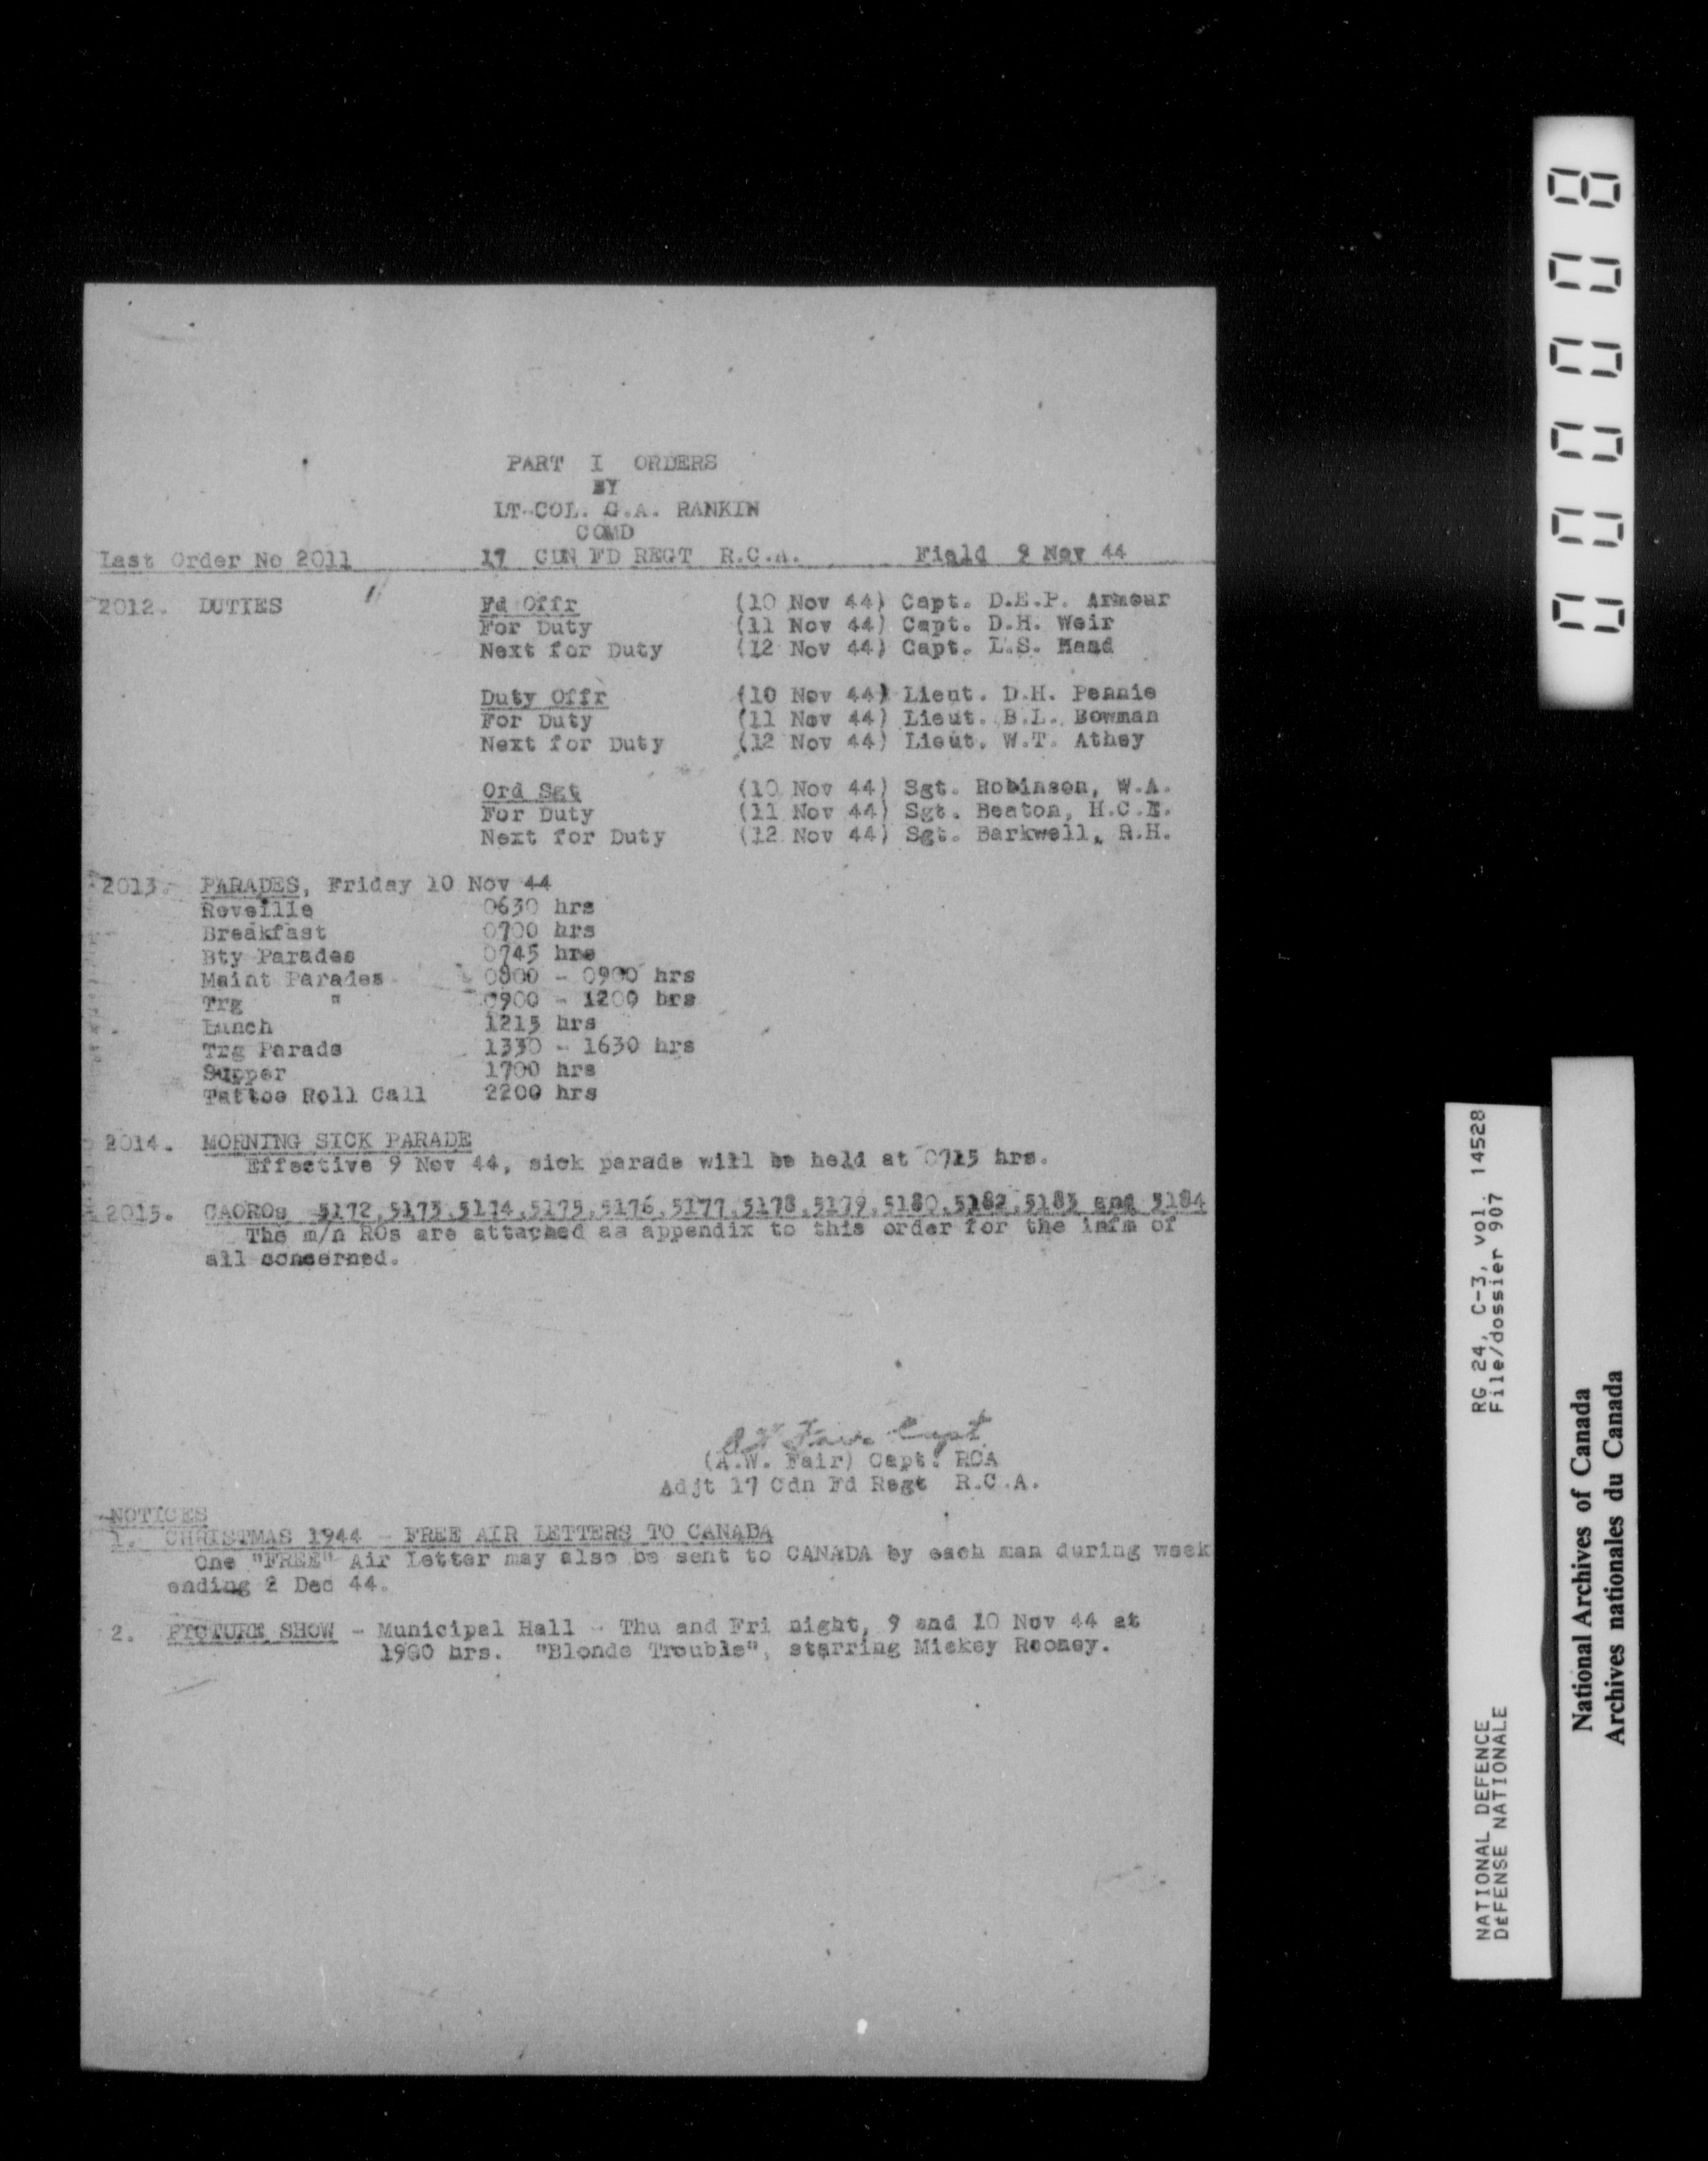 PART I ORDERS
BY
LT-COL. G.A. RANKIN
COMD
Last Order No 2011 17 CDN FD REGT R.C.A. Field 9 Nov 44
2012. DUTIES Fd Offr (10 Nov 44) Capt. D.E.P. Armour
For Duty (11 Nov 44) Capt. D.H. Weir
Next for Duty (12 Nov 44) Capt. L.S.
Duty Offr (10 Nov 44) Lieut. D.H. Pennie
For Duty (11 Nov 44) Lieut. B.L. Bowman
Next for Duty (12 Nov 44) Lieut. W.T. Athey
Ord Sgt (10 Nov 44) Sgt. Robinson, W.A.
For Duty (11 Nov 44) Sgt. Beaton, H.C.E.
Next for Duty (12 Nov 44) Sgt. Barkwell, R.H.
2013. PARADES, Friday 10 Nov 44
Reveille 0630 hrs
Breakfast 0700 hrs
Bty Parades 0745 hrs
Maint Parades 0800 - 0900 hrs
Trg " 0900 - 1200 hrs
Lunch 1215 hrs
Trg Parade 1330 - 1630 hrs
Supper 1700 hrs
Tattoo Roll Call 2200 hrs
2014. MORNING SICK PARADE
Effective 9 Nov 44, sick parade will be held at 0715 hrs.
2015. CAOROs 5172,5173,5174,5175,5176,5177,5178,5179,5180,5182,5183 and 5184
The m/n ROs are attached as appendix to this order for the infm of
all concerned.
(A.W. Fair) Capt. RCA
Adjt 17 Cdn Fd Regt R.C.A.
NOTICES
1. CHRISTMAS 1944 - FREE AIR LETTERS TO CANADA
One "FREE" Air Letter may also be sent to CANADA by each man during week
ending 2 Dec 44.
2. PICTURE SHOW - Municipal Hall - Thu and Fri night, 9 and 10 Nov 44 at
1900 hrs. "Blonde Trouble", starring Mickey Rooney.
000008
RG 24, C-3, vol. 14528
File/dossier 907
NATIONAL DEFENCE
DÉFENSE NATIONALE
National Archives of Canada
Archives nationales du Canada